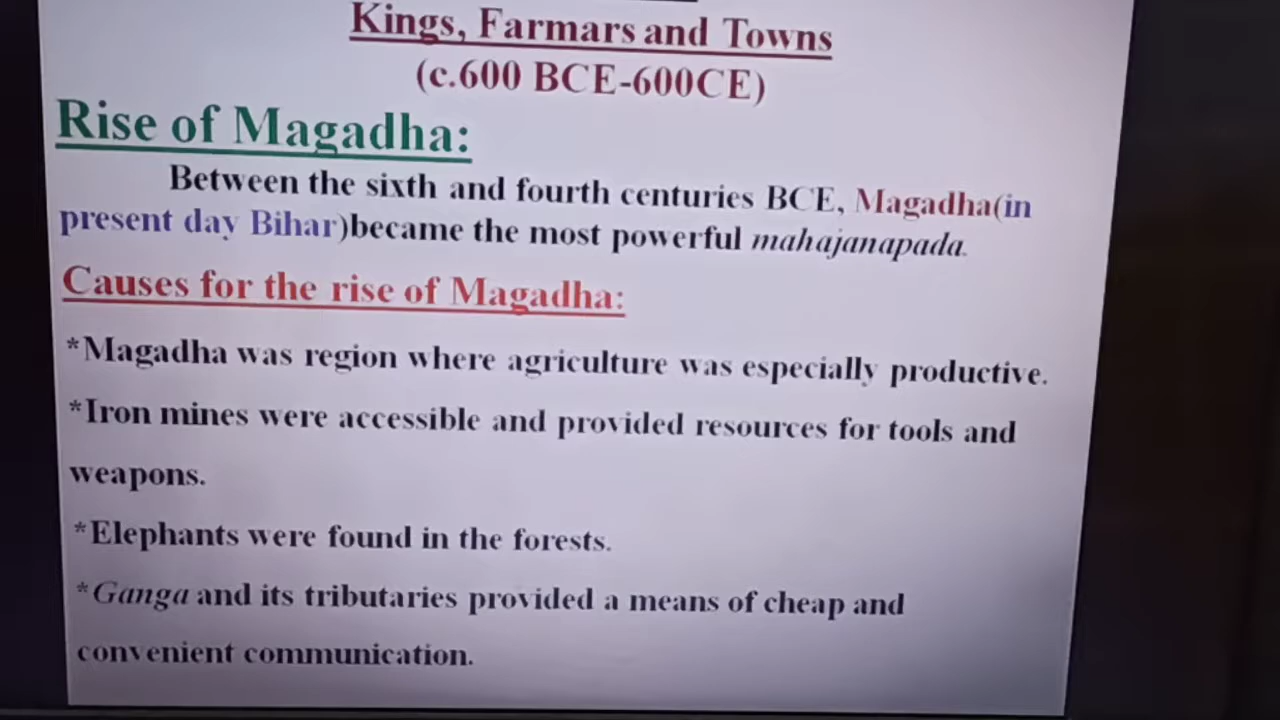 Kings, Farmars and Towns
(c.600 BCE-600CE)
Rise of Magadha:
Between the sixth and fourth centuries BCE, Magadha(in
present day Bihar)became the most powerful mahajanapada.
Causes for the rise of Magadha:
*Magadha was region where agriculture was especially productive.
*Iron mines were accessible and provided resources for tools and
weapons.
*Elephants were found in the forests.
*Ganga and its tributaries provided a means of cheap and
convenient communication.